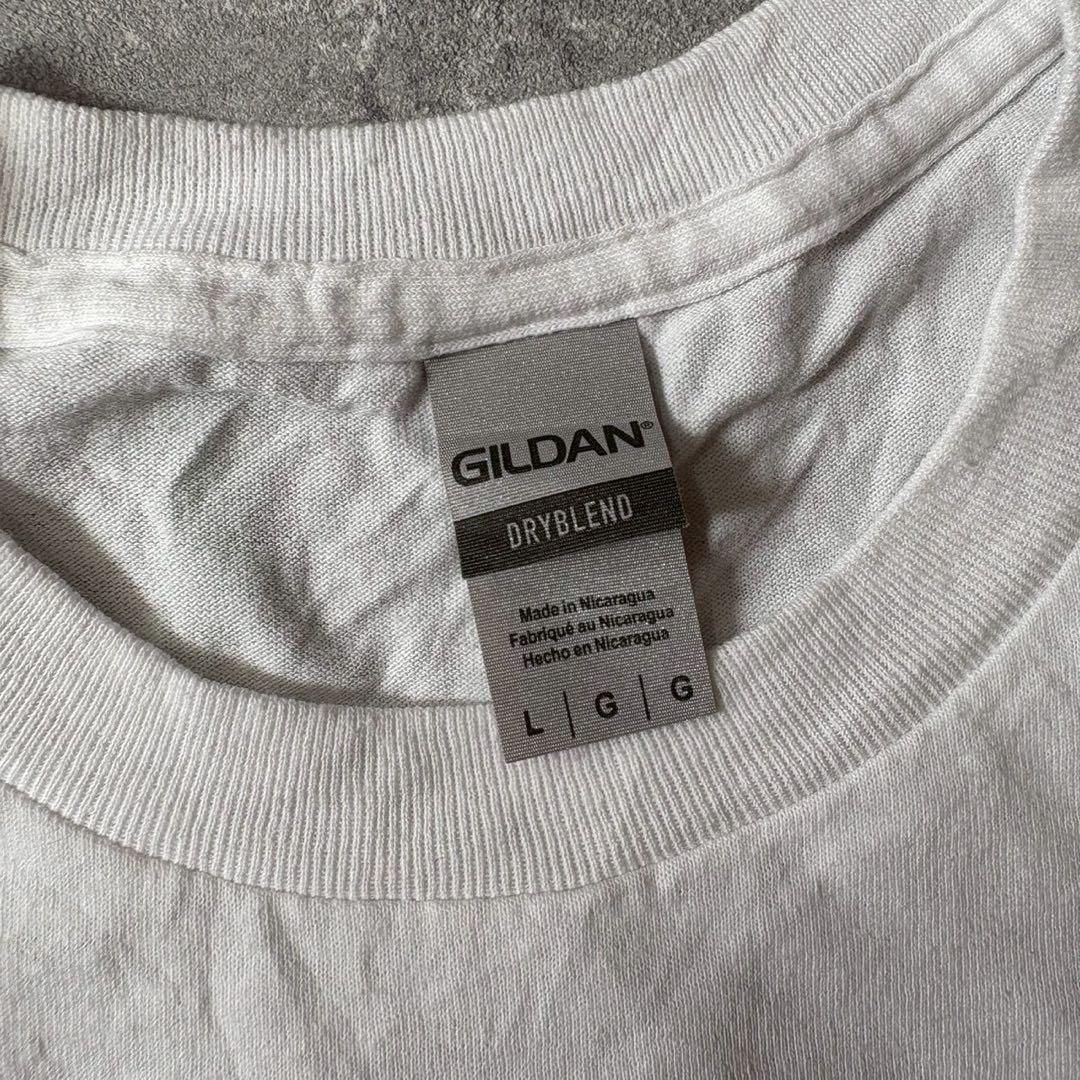 GILDAN®
DRYBLEND
Made in Nicaragua
Fabriqué au Nicaragua
Hecho en Nicaragua
L | G | G